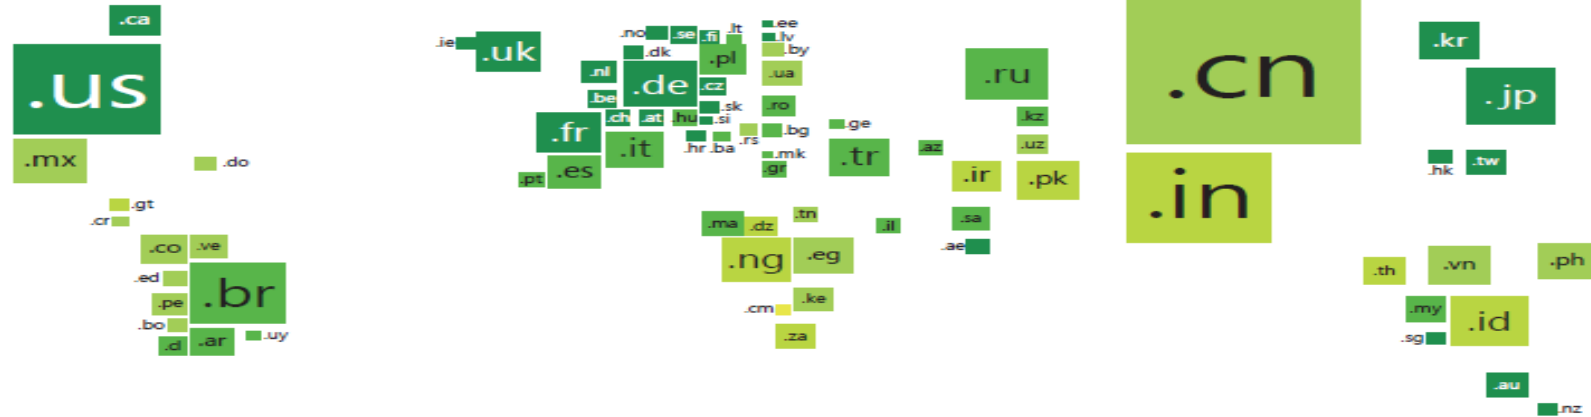 .ca
.us
.mx
.do
.gt
.cr
.co
.ve
.ed
.br
.pe
.bo
.uy
.cl
.ar
.ie
.uk
.no
.se
.fi
.lt
.ee
.lv
.by
.dk
.pl
.nl
.de
.cz
.ua
.be
.sk
.ro
.ch
.at
.hu
.si
.fr
.it
.hr
.ba
.rs
.bg
.mk
.pt
.es
.gr
.ge
.tr
.az
.ru
.kz
.uz
.ir
.pk
.ma
.dz
.tn
.il
.sa
.ae
.ng
.eg
.cm
.ke
.za
.cn
.in
.kr
.jp
.hk
.tw
.th
.vn
.ph
.my
.id
.sg
.au
.nz